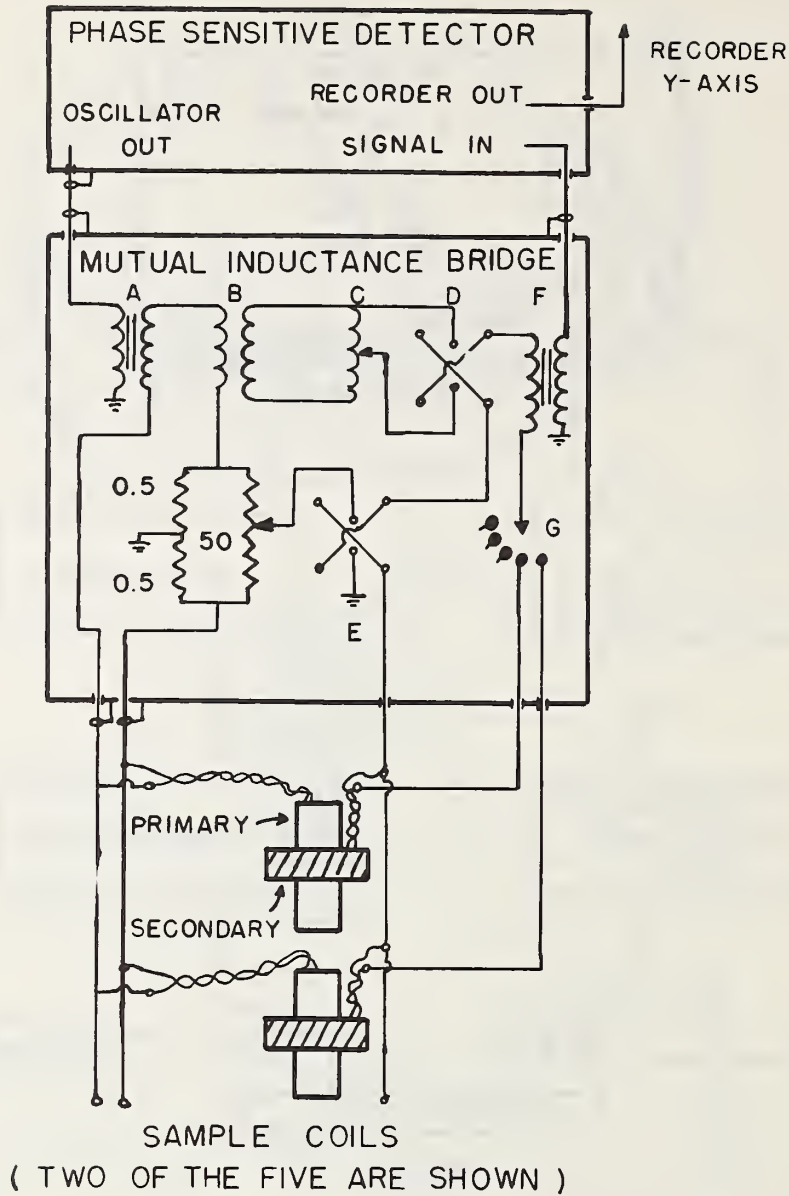 PHASE SENSITIVE DETECTOR
RECORDER
Y-AXIS
RECORDER OUT
OSCILLATOR
OUT
SIGNAL IN
MUTUAL INDUCTANCE BRIDGE
A
B
C
D
F
0.5
50
0.5
G
E
PRIMARY
SECONDARY
SAMPLE COILS
( TWO OF THE FIVE ARE SHOWN )